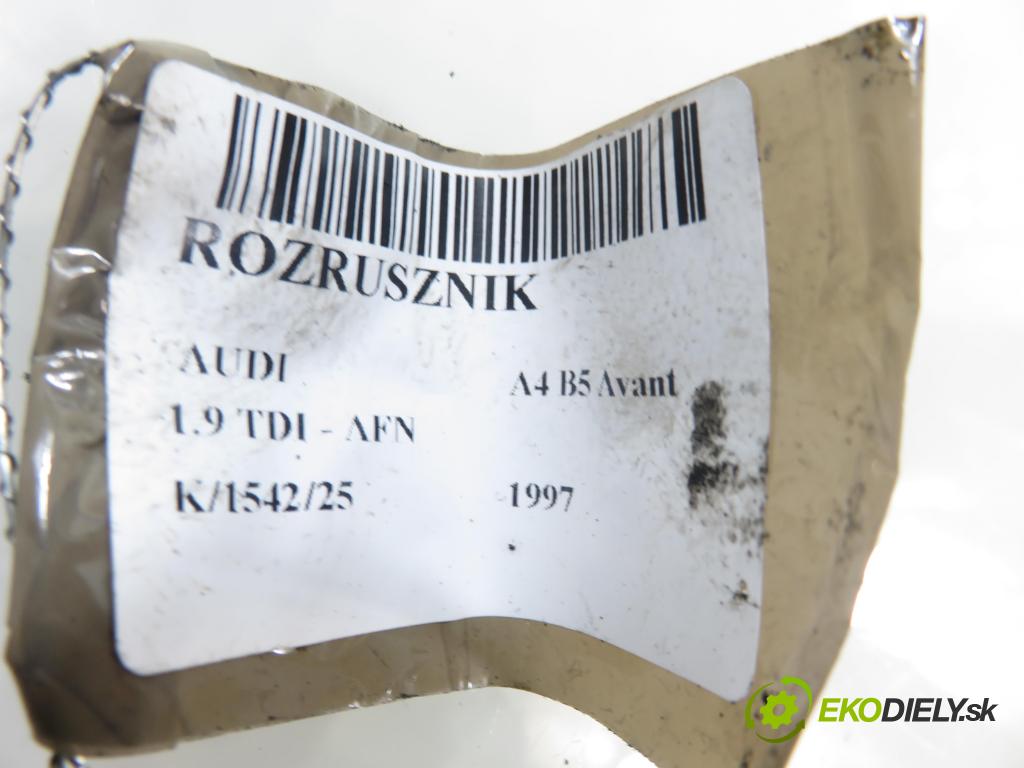 ROZRUSZNIK
AUDI A4 B5 Avant
1.9 TDI - AFN
K/1542/25 1997
EKODIELY.sk